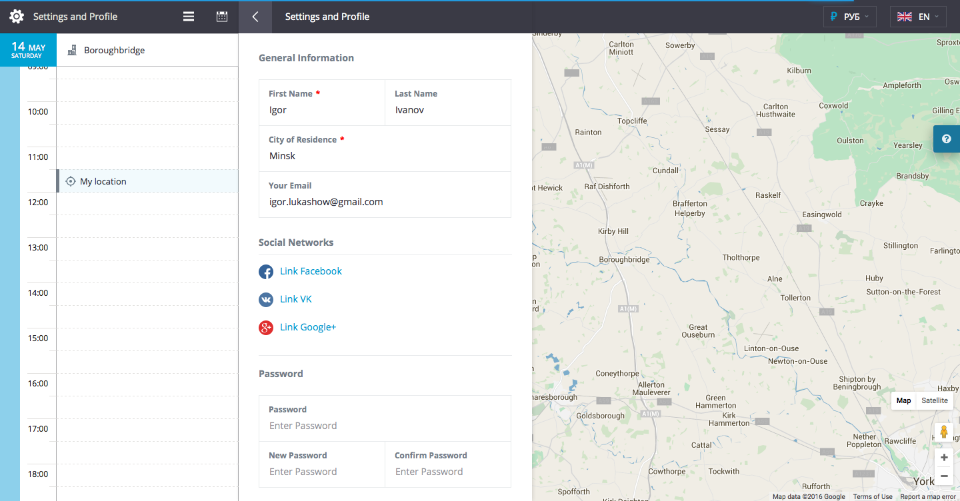 Settings and Profile
Settings and Profile
₽ РУБ
EN
14 MAY
SATURDAY
Boroughbridge
09:00
10:00
11:00
My location
12:00
13:00
14:00
15:00
16:00
17:00
18:00
General Information
First Name *
Last Name
Igor
Ivanov
City of Residence *
Minsk
Your Email
igor.lukashow@gmail.com
Social Networks
Link Facebook
Link VK
Link Google+
Password
Password
Enter Password
New Password
Confirm Password
Enter Password
Enter Password
Carlton
Miniott
Sowerby
Kilburn
Ampleforth
Carlton
Husthwaite
Coxwold
Gilling E
Topcliffe
Rainton
Sessay
Oulston
Yearsley
Cundall
Brandsby
Raf Dishforth
Raskelf
Crayke
Brafferton
Helperby
Easingwold
Kirby Hill
Stillington
Farlington
Boroughbridge
Tholthorpe
Alne
Huby
Sutton-on-the-Forest
Tollerton
A1(M)
A1(M)
A1(M)
Great
Ouseburn
Linton-on-Ouse
Newton-on-Ouse
Coneythorpe
Shipton by
Beningbrough
Allerton
Mauleverer
Haxby
Green
Hammerton
Goldsborough
Kirk
Hammerton
Nether
Poppleton
Rawcliffe
Cattal
Cowthorpe
Tockwith
Rufforth
York
Spofforth
Map
Satellite
+
−
?
Map data ©2016 Google
Terms of Use
Report a map error